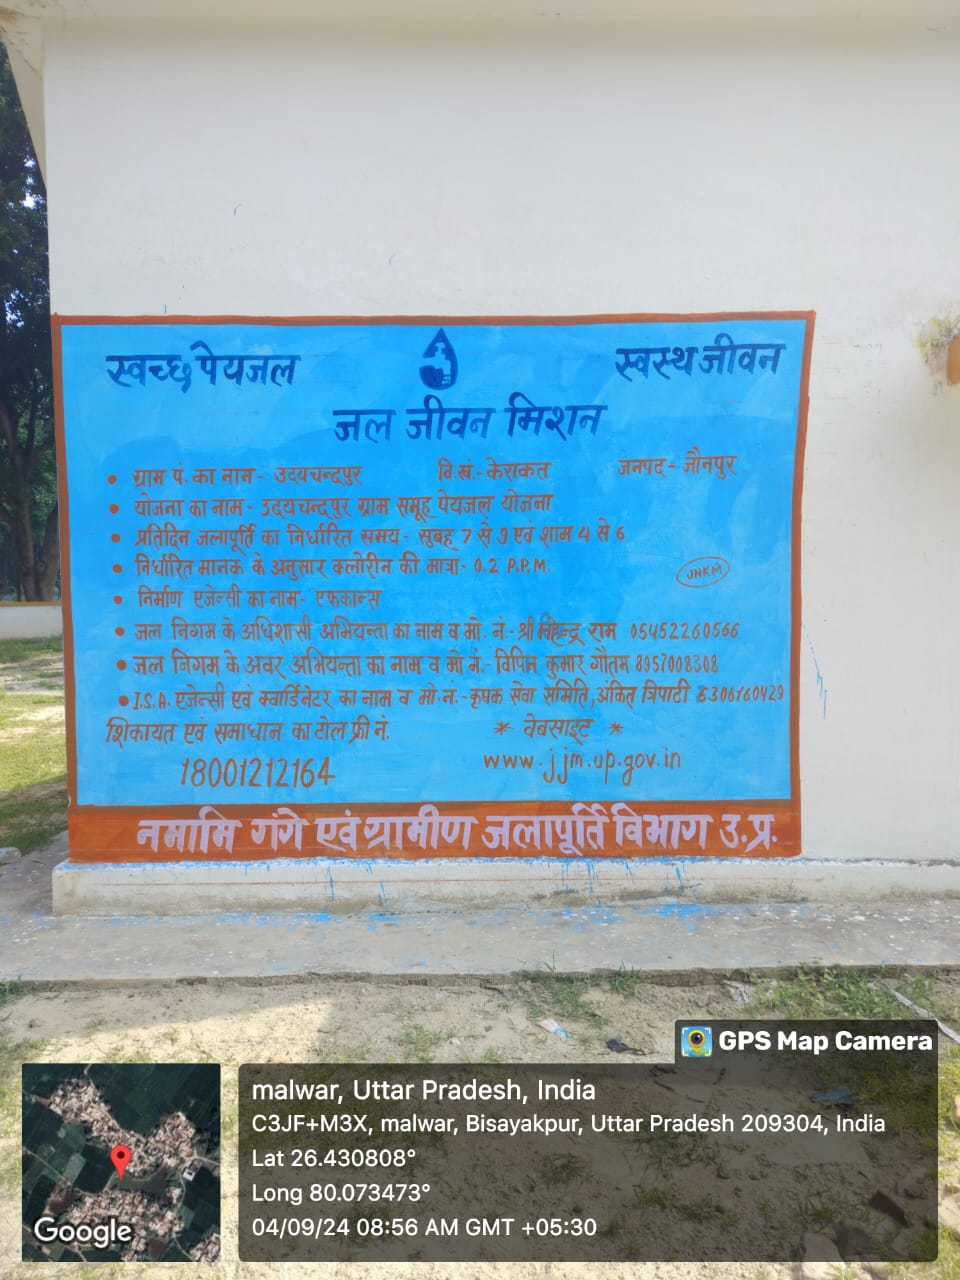 स्वच्छ पेयजल
स्वस्थ जीवन
जल जीवन मिशन
• ग्राम पं. का नाम - उदयचन्द्रपुर वि.खं.- केराकत जनपद - जौनपुर
• योजना का नाम - उदयचन्द्रपुर ग्राम समूह पेयजल योजना
• प्रतिदिन जलापूर्ति का निर्धारित समय - सुबह 7 से 9 एवं शाम 4 से 6
• निर्धारित मानक के अनुसार क्लोरीन की मात्रा - 0.2 P.P.M.
JNKM
• निर्माण एजेन्सी का नाम - एफकान्स
• जल निगम के अधिशासी अभियन्ता का नाम व मो. नं.- श्री महेन्द्र राम 05452260566
• जल निगम के अवर अभियन्ता का नाम व मो नं.- विपिन कुमार गौतम 8957008308
• I.S.A. एजेन्सी एवं क्वार्डिनेटर का नाम व मो.नं.- कृषक सेवा समिति, अंकित त्रिपाठी 6306160429
शिकायत एवं समाधान का टोल फ्री नं.
* वेबसाइट *
18001212164
www.jjm.up.gov.in
नमामि गंगे एवं ग्रामीण जलापूर्ति विभाग उ.प्र.
GPS Map Camera
malwar, Uttar Pradesh, India
C3JF+M3X, malwar, Bisayakpur, Uttar Pradesh 209304, India
Lat 26.430808°
Long 80.073473°
04/09/24 08:56 AM GMT +05:30
Google